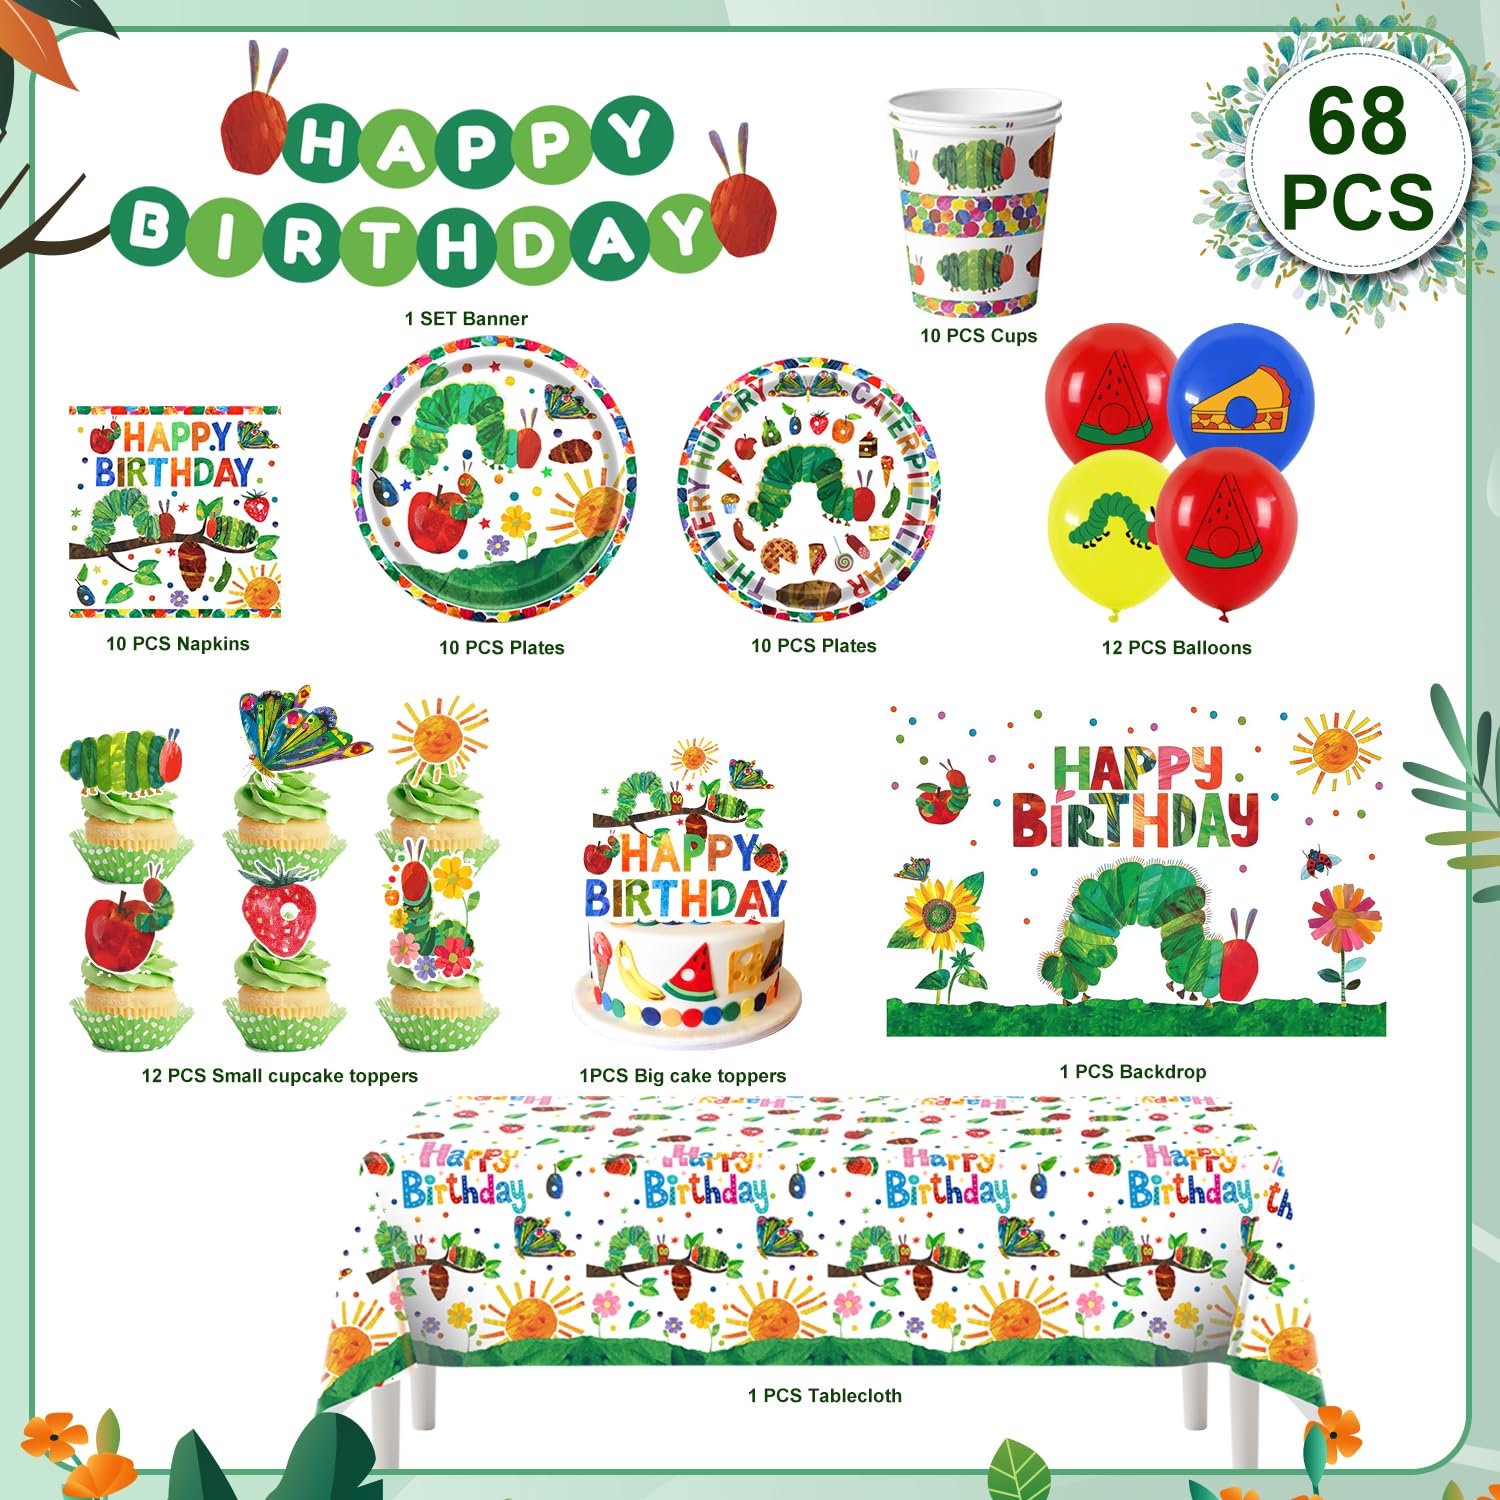 HAPPY
BIRTHDAY
68
PCS
1 SET Banner
10 PCS Cups
HAPPY
BIRTHDAY
THE VERY HUNGRY CATERPILLALIE AR
10 PCS Napkins
10 PCS Plates
10 PCS Plates
12 PCS Balloons
HAPPY
BIRTHDAY
HAPPY
BIRTHDAY
12 PCS Small cupcake toppers
1PCS Big cake toppers
1 PCS Backdrop
Happy Happy Happy Happy
Birthday Birthday Birthday Birthday
1 PCS Tablecloth